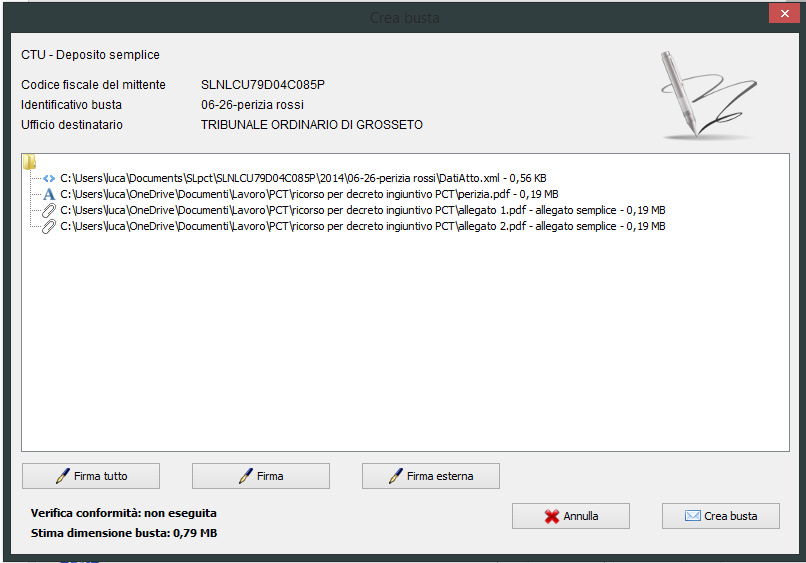 Crea busta
CTU - Deposito semplice
Codice fiscale del mittente SLNLCU79D04C085P
Identificativo busta 06-26-perizia rossi
Ufficio destinatario TRIBUNALE ORDINARIO DI GROSSETO
C:\Users\luca\Documents\SLpct\SLNLCU79D04C085P\2014\06-26-perizia rossi\DatiAtto.xml - 0,56 KB
C:\Users\luca\OneDrive\Documenti\Lavoro\PCT\ricorso per decreto ingiuntivo PCT\perizia.pdf - 0,19 MB
C:\Users\luca\OneDrive\Documenti\Lavoro\PCT\ricorso per decreto ingiuntivo PCT\allegato 1.pdf - allegato semplice - 0,19 MB
C:\Users\luca\OneDrive\Documenti\Lavoro\PCT\ricorso per decreto ingiuntivo PCT\allegato 2.pdf - allegato semplice - 0,19 MB
Firma tutto Firma Firma esterna
Verifica conformità: non eseguita
Stima dimensione busta: 0,79 MB
Annulla Crea busta